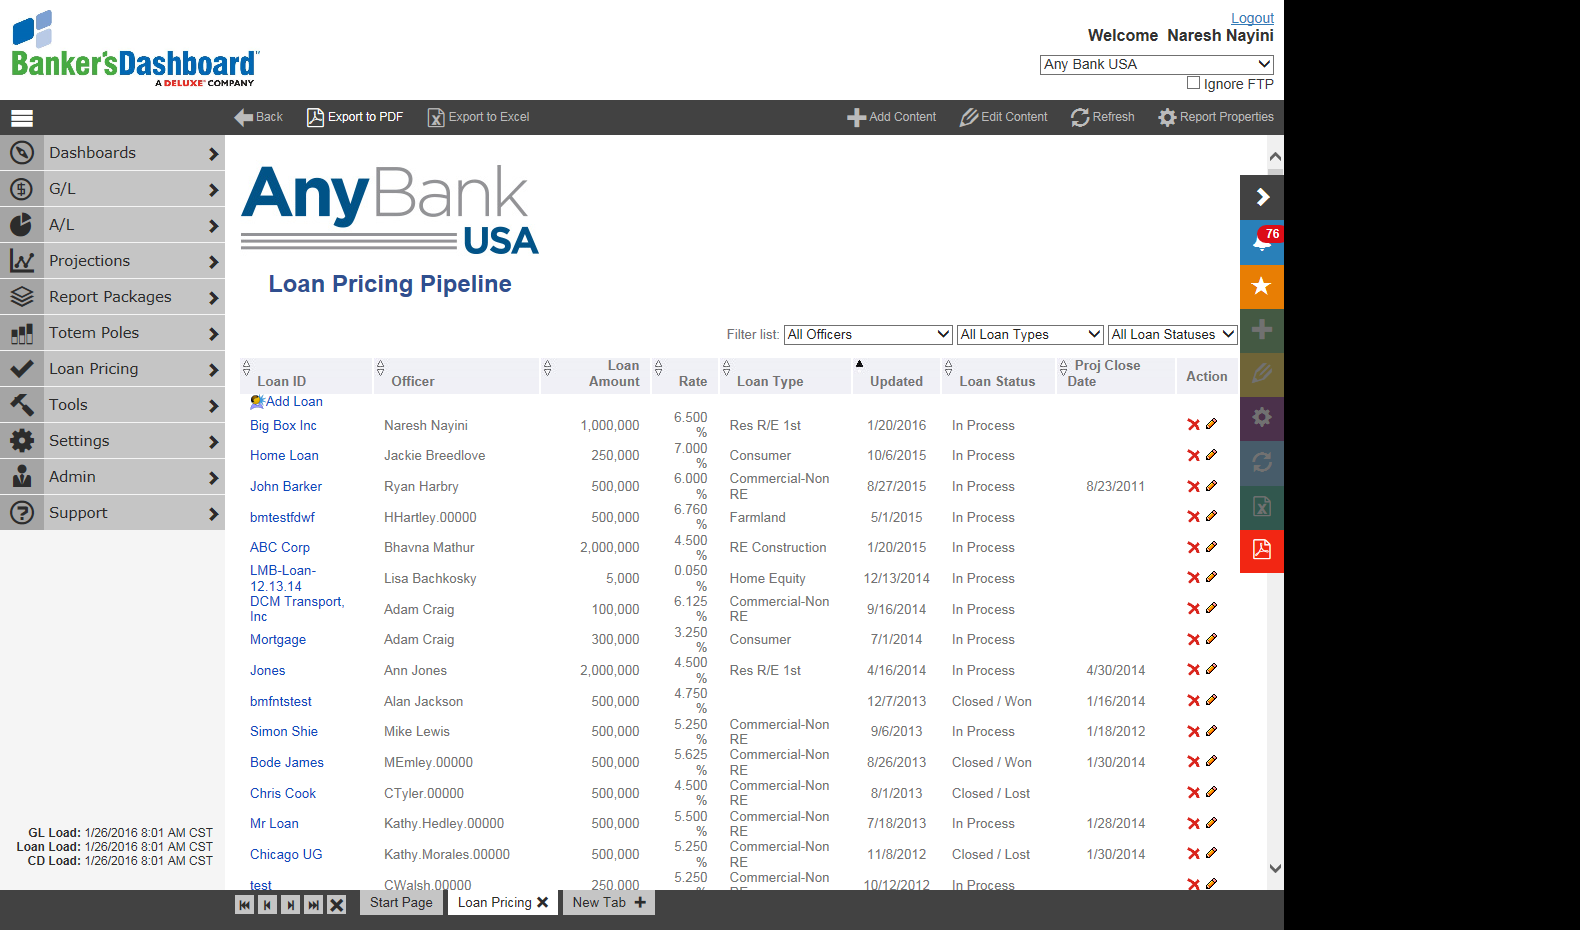 Logout
Banker'sDashboard
A DELUXE COMPANY
Welcome Naresh Nayini
Any Bank USA
Ignore FTP
Back Export to PDF Export to Excel Add Content Edit Content Refresh Report Properties
Dashboards
G/L
A/L
Projections
Report Packages
Totem Poles
Loan Pricing
Tools
Settings
Admin
Support
GL Load: 1/26/2016 8:01 AM CST
Loan Load: 1/26/2016 8:01 AM CST
CD Load: 1/26/2016 8:01 AM CST
AnyBank
USA
76
Loan Pricing Pipeline
Filter list: All Officers All Loan Types All Loan Statuses
Loan ID Officer Loan Amount Rate Loan Type Updated Loan Status Proj Close Date Action
Add Loan
Big Box Inc Naresh Nayini 1,000,000 6.500 % Res R/E 1st 1/20/2016 In Process
Home Loan Jackie Breedlove 250,000 7.000 % Consumer 10/6/2015 In Process
John Barker Ryan Harbry 500,000 6.000 % Commercial-Non RE 8/27/2015 In Process 8/23/2011
bmtestfdwf HHartley.00000 500,000 6.760 % Farmland 5/1/2015 In Process
ABC Corp Bhavna Mathur 2,000,000 4.500 % RE Construction 1/20/2015 In Process
LMB-Loan-12.13.14 Lisa Bachkosky 5,000 0.050 % Home Equity 12/13/2014 In Process
DCM Transport, Inc Adam Craig 100,000 6.125 % Commercial-Non RE 9/16/2014 In Process
Mortgage Adam Craig 300,000 3.250 % Consumer 7/1/2014 In Process
Jones Ann Jones 2,000,000 4.500 % Res R/E 1st 4/16/2014 In Process 4/30/2014
bmfntstest Alan Jackson 500,000 4.750 % 12/7/2013 Closed / Won 1/16/2014
Simon Shie Mike Lewis 500,000 5.250 % Commercial-Non RE 9/6/2013 In Process 1/18/2012
Bode James MEmley.00000 500,000 5.625 % Commercial-Non RE 8/26/2013 Closed / Won 1/30/2014
Chris Cook CTyler.00000 500,000 4.500 % Commercial-Non RE 8/1/2013 Closed / Lost
Mr Loan Kathy.Hedley.00000 500,000 5.500 % Commercial-Non RE 7/18/2013 In Process 1/28/2014
Chicago UG Kathy.Morales.00000 500,000 5.250 % Commercial-Non RE 11/8/2012 Closed / Lost 1/30/2014
test CWalsh.00000 250,000 5.250 % Commercial-Non RE 10/12/2012 In Process
Start Page Loan Pricing New Tab